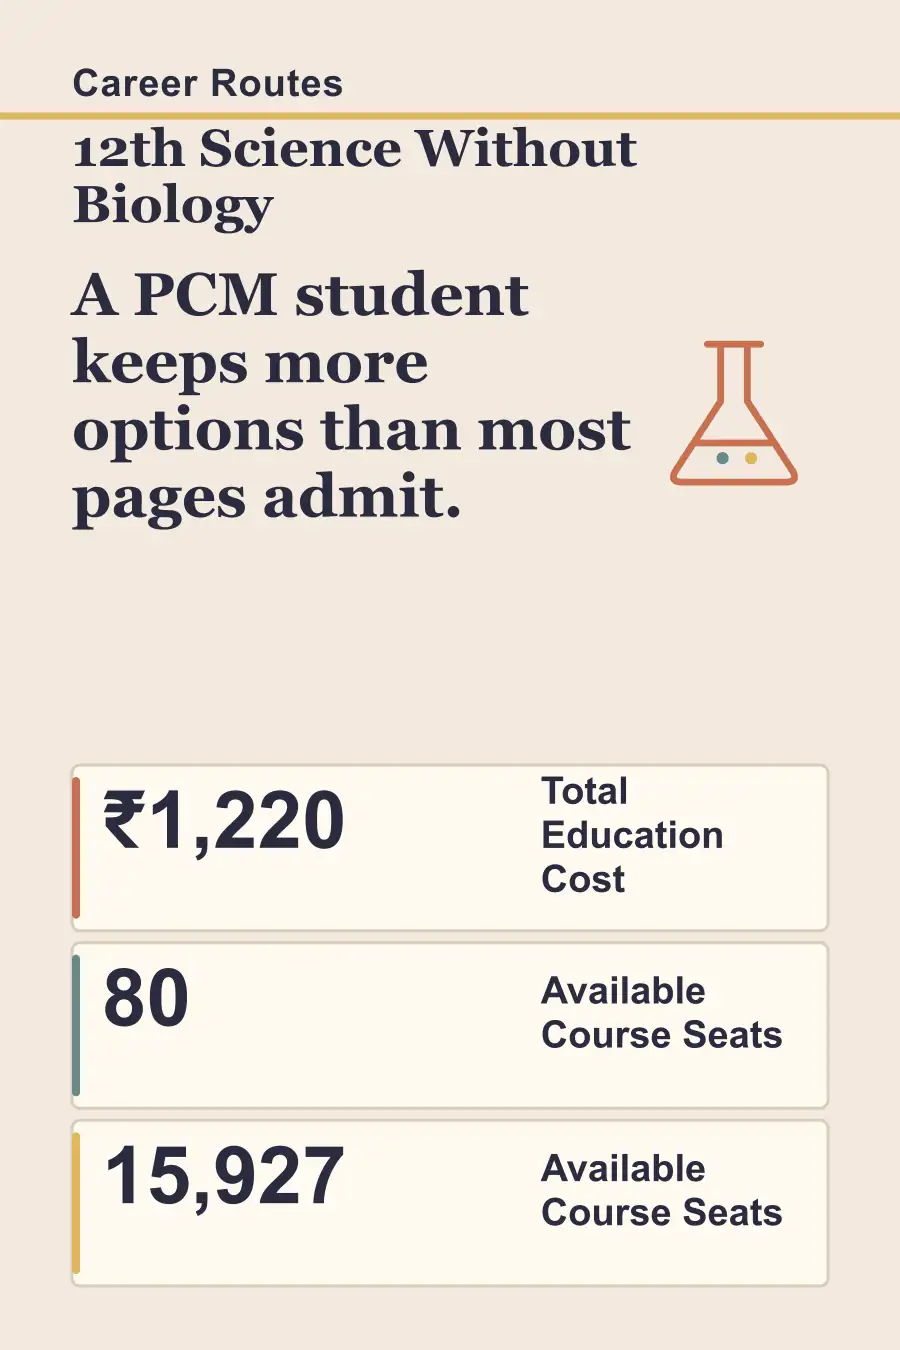 Career Routes
12th Science Without
Biology
A PCM student
keeps more
options than most
pages admit.
₹1,220
Total
Education
Cost
80
Available
Course Seats
15,927
Available
Course Seats